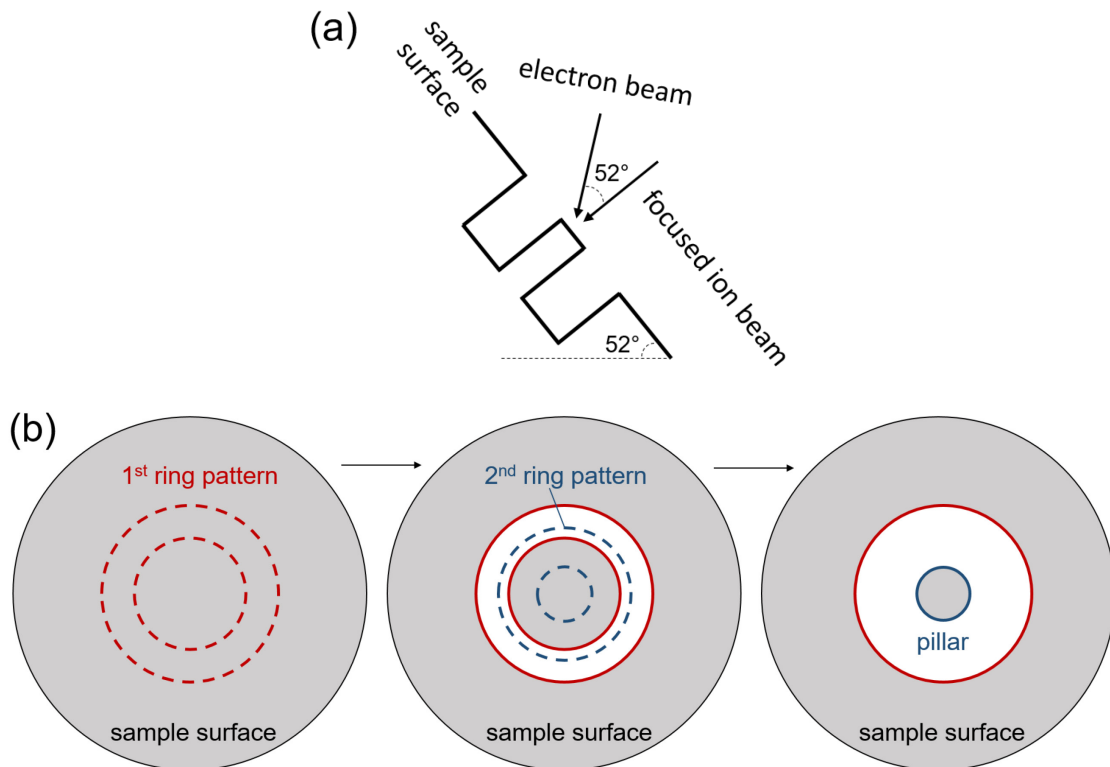 (a)
sample
surface
electron beam
52°
focused ion beam
52°
(b)
1st ring pattern
2nd ring pattern
pillar
sample surface
sample surface
sample surface